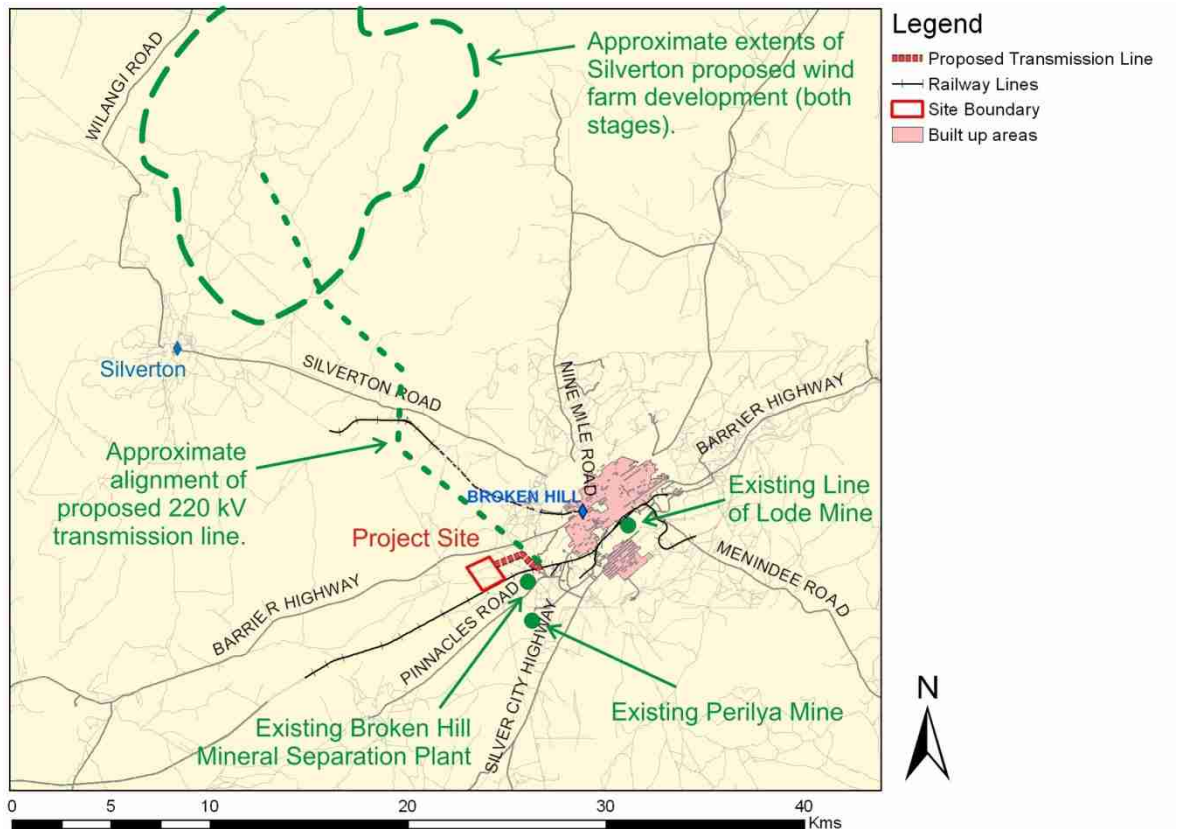 Legend
Proposed Transmission Line
Railway Lines
Site Boundary
Built up areas
WILANGI ROAD
Approximate extents of
Silverton proposed wind
farm development (both
stages).
Silverton
SILVERTON ROAD
NINE MILE ROAD
BARRIER HIGHWAY
Approximate
alignment of
proposed 220 kV
transmission line.
BROKEN HILL
Existing Line
of Lode Mine
Project Site
MENINDEE ROAD
BARRIER HIGHWAY
PINNACLES ROAD
SILVER CITY HIGHWAY
Existing Broken Hill
Mineral Separation Plant
Existing Perilya Mine
N
0 5 10 20 30 40
Kms